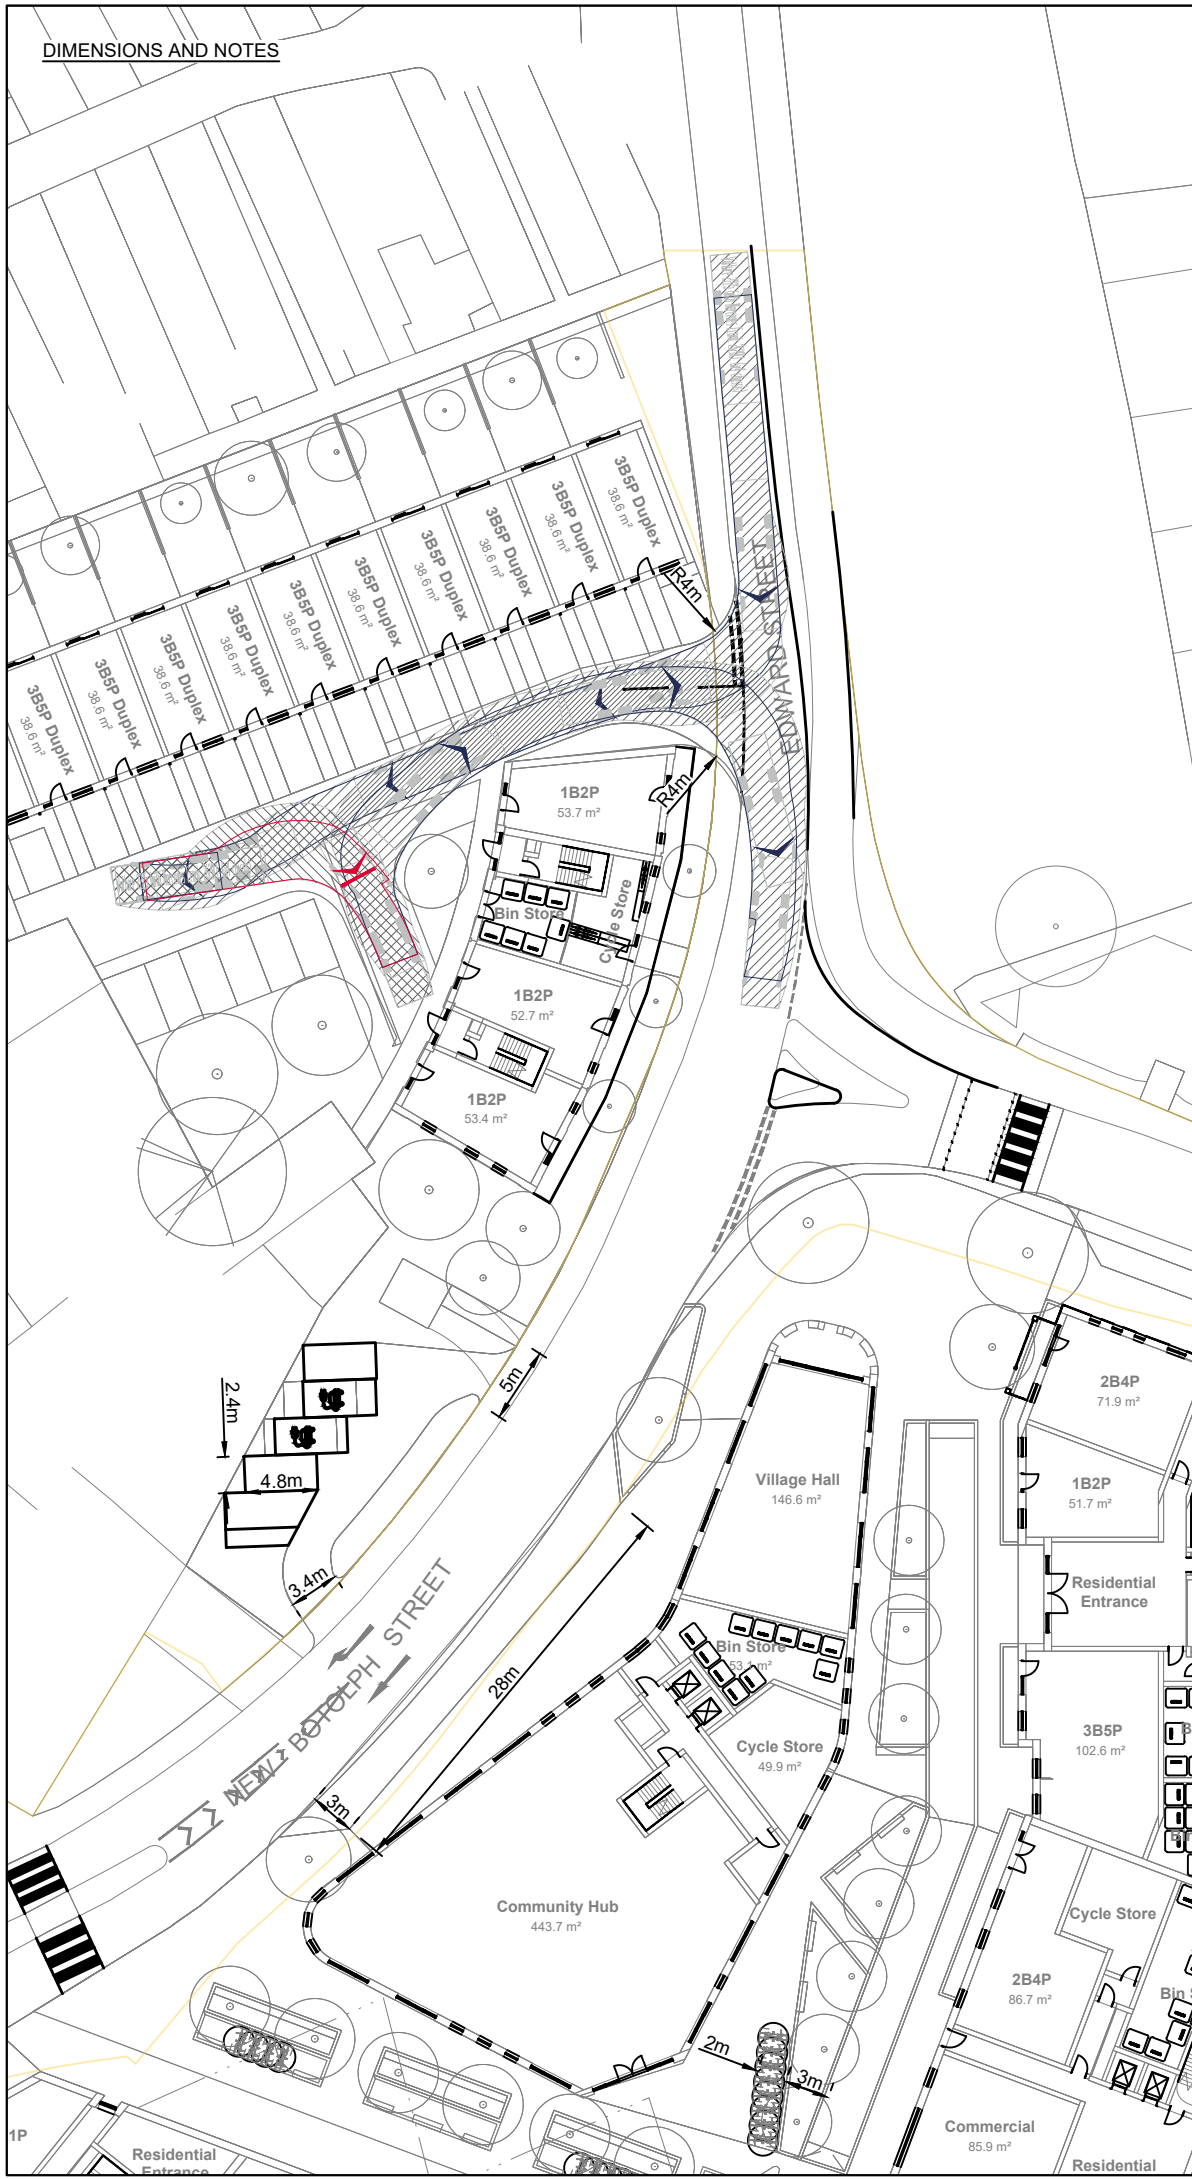 DIMENSIONS AND NOTES
3B5P Duplex
38.6 m²
3B5P Duplex
38.6 m²
3B5P Duplex
38.6 m²
3B5P Duplex
38.6 m²
3B5P Duplex
38.6 m²
3B5P Duplex
38.6 m²
3B5P Duplex
38.6 m²
3B5P Duplex
38.6 m²
3B5P Duplex
38.6 m²
3B5P Duplex
38.6 m²
R4m
EDWARD STREET
R4m
1B2P
53.7 m²
Bin Store
Cycle Store
1B2P
52.7 m²
1B2P
53.4 m²
5m
2.4m
4.8m
3.4m
NEW BOTOLPH STREET
28m
3m
Village Hall
146.6 m²
2B4P
71.9 m²
1B2P
51.7 m²
Residential
Entrance
Bin Store
53.1 m²
Cycle Store
49.9 m²
3B5P
102.6 m²
Community Hub
443.7 m²
Cycle Store
2B4P
86.7 m²
Bin S
2m
3m
Commercial
85.9 m²
1P
Residential
Entrance
Residential